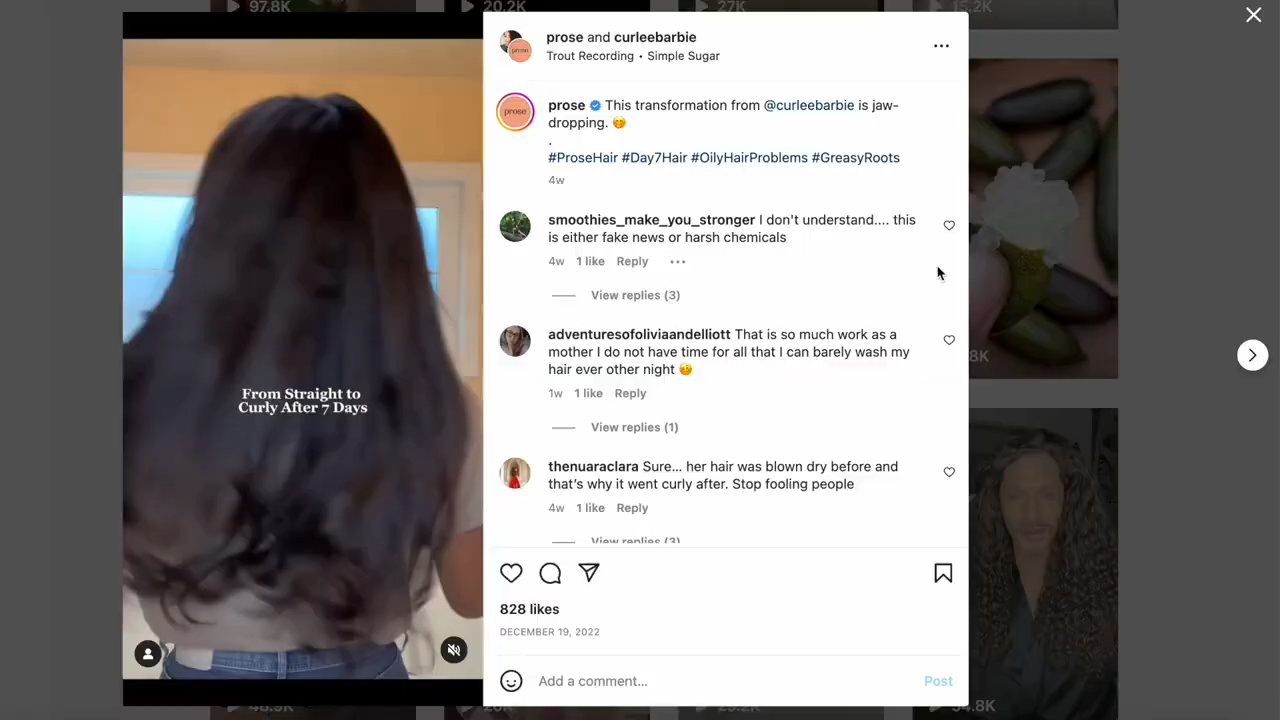 97.8K
20.2K
27K
15.2K
prose and curleebarbie
Trout Recording • Simple Sugar
prose
prose This transformation from @curleebarbie is jaw-
dropping. 🤭
.
#ProseHair #Day7Hair #OilyHairProblems #GreasyRoots
4w
smoothies_make_you_stronger I don't understand.... this
is either fake news or harsh chemicals
4w 1 like Reply
View replies (3)
adventuresofoliviaandelliott That is so much work as a
mother I do not have time for all that I can barely wash my
hair ever other night 🥴
1w 1 like Reply
View replies (1)
thenuaraclara Sure... her hair was blown dry before and
that's why it went curly after. Stop fooling people
4w 1 like Reply
View replies (3)
From Straight to
Curly After 7 Days
8K
828 likes
DECEMBER 19, 2022
Add a comment... Post
48.9K
20K
29.2K
54.8K